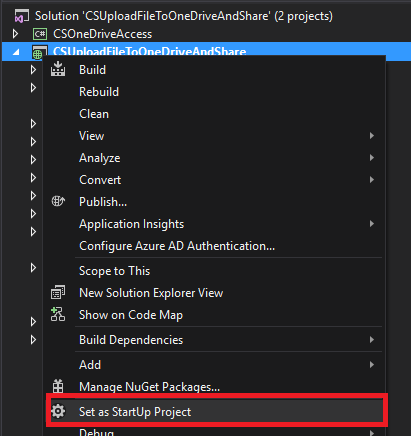 Solution 'CSUploadFileToOneDriveAndShare' (2 projects)
C# CSOneDriveAccess
CSUploadFileToOneDriveAndShare
Build
Rebuild
Clean
View
Analyze
Convert
Publish...
Application Insights
Configure Azure AD Authentication...
Scope to This
New Solution Explorer View
Show on Code Map
Build Dependencies
Add
Manage NuGet Packages...
Set as StartUp Project
Debug